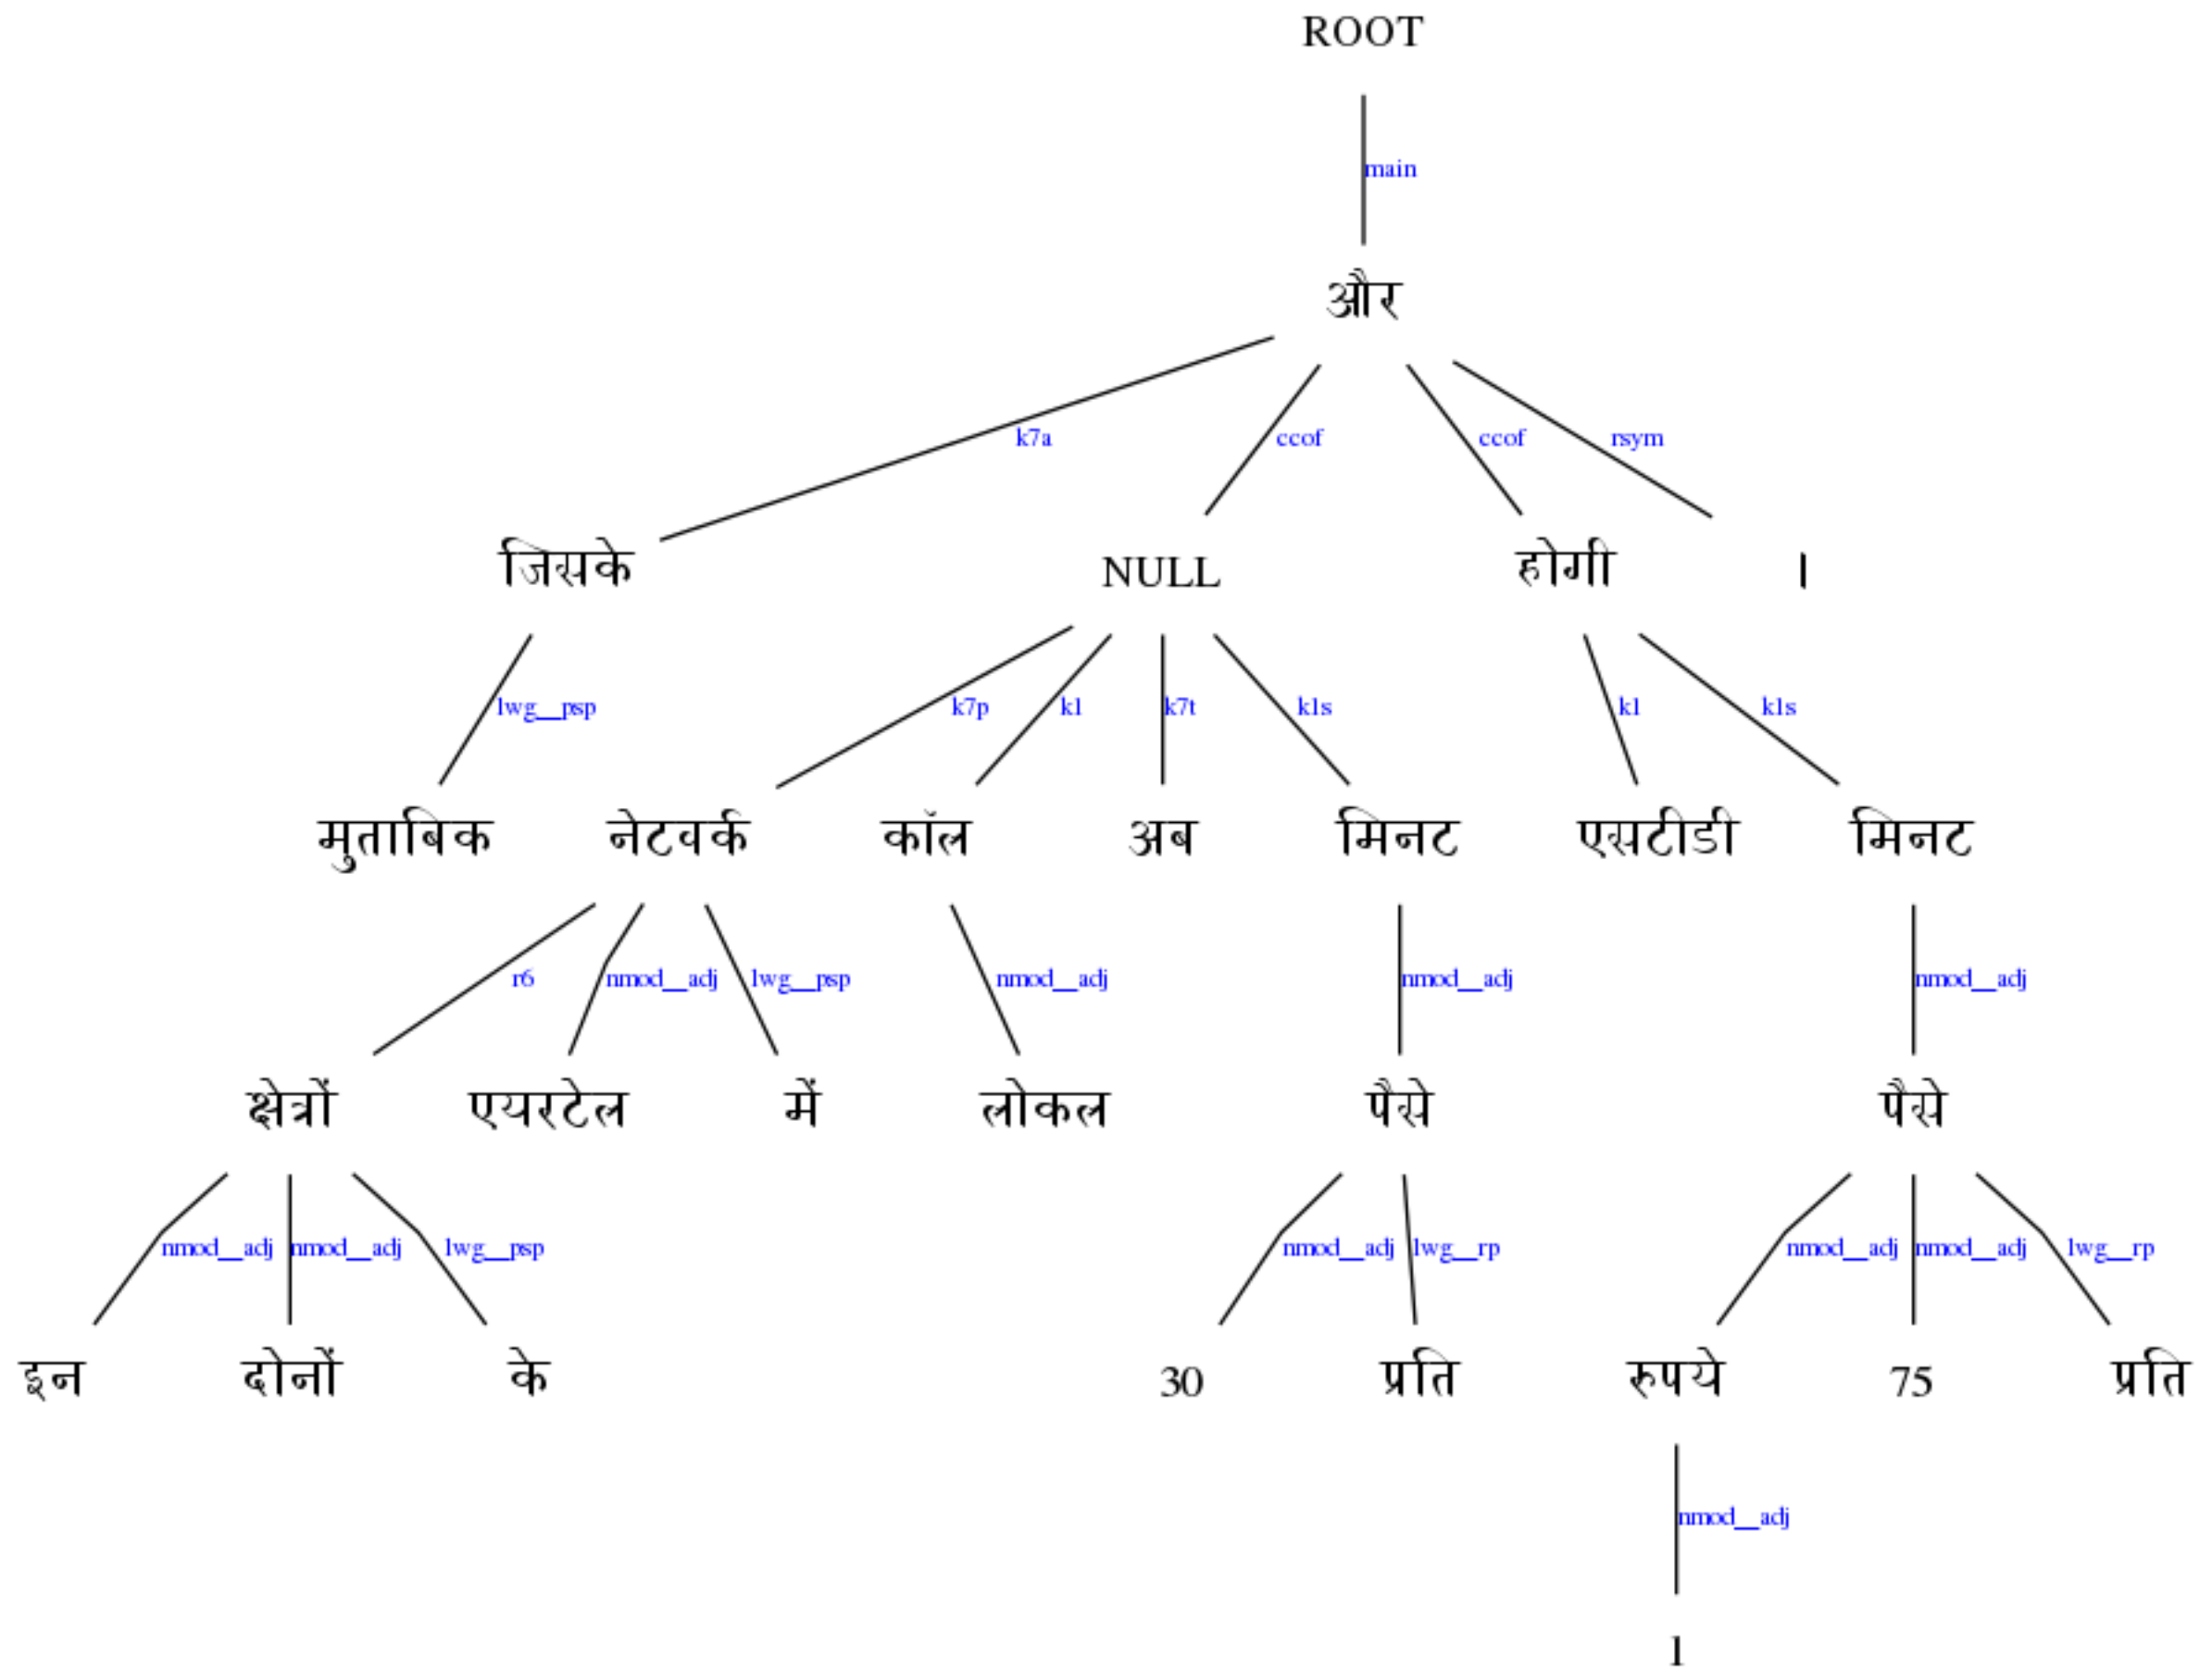 ROOT
main
और
k7a ccof ccof rsym
जिसके NULL होगी ।
lwg__psp k7p k1 k7t k1s k1 k1s
मुताबिक नेटवर्क कॉल अब मिनट एसटीडी मिनट
r6 nmod__adj lwg__psp nmod__adj nmod__adj nmod__adj
क्षेत्रों एयरटेल में लोकल पैसे पैसे
nmod__adj nmod__adj lwg__psp nmod__adj lwg__rp nmod__adj nmod__adj lwg__rp
इन दोनों के 30 प्रति रुपये 75 प्रति
nmod__adj
1